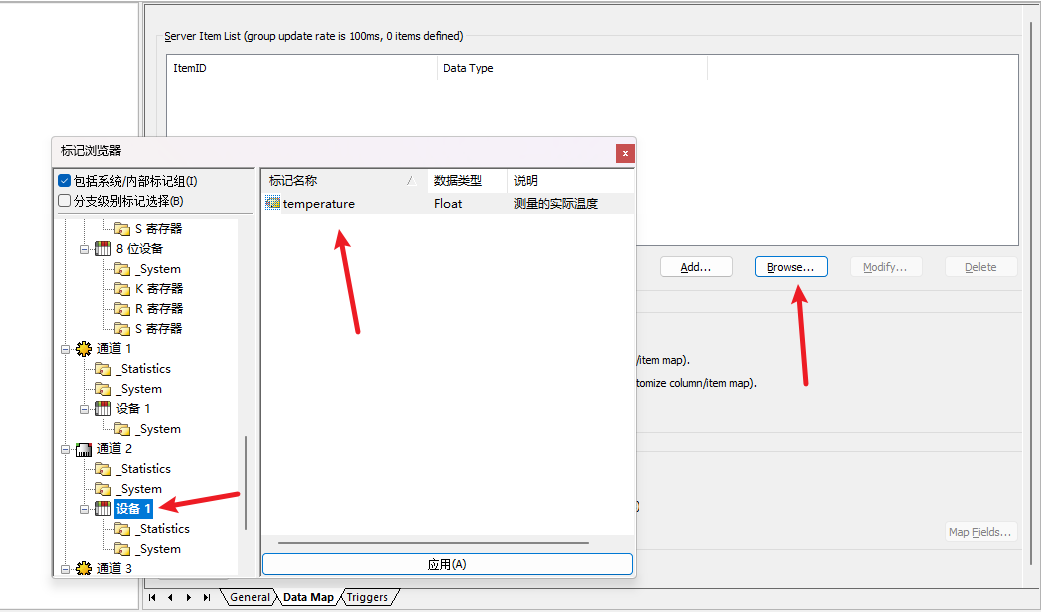 Server Item List (group update rate is 100ms, 0 items defined)
ItemID Data Type
标记浏览器
x
包括系统/内部标记组(I)
分支级别标记选择(B)
S 寄存器
8 位设备
_System
K 寄存器
R 寄存器
S 寄存器
通道 1
_Statistics
_System
设备 1
_System
通道 2
_Statistics
_System
设备 1
_Statistics
_System
通道 3
标记名称 数据类型 说明
temperature Float 测量的实际温度
应用(A)
Add... Browse... Modify... Delete
/item map).
tomize column/item map).
Map Fields...
General Data Map Triggers